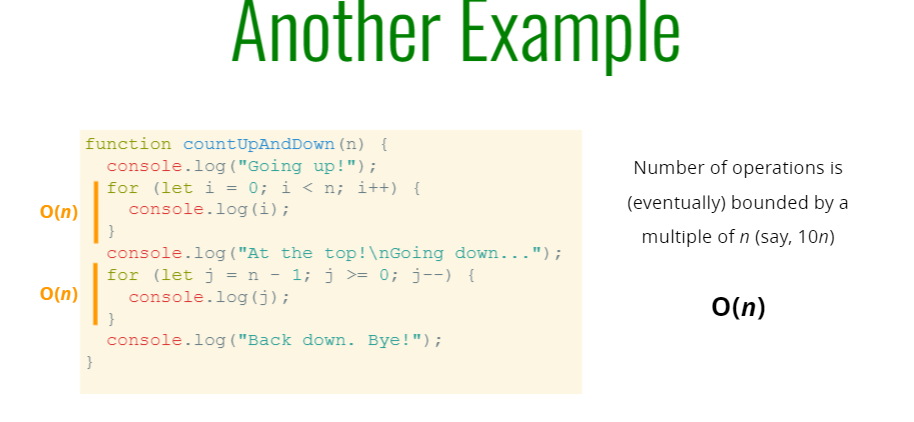 Another Example
function countUpAndDown(n) {
console.log("Going up!");
for (let i = 0; i < n; i++) {
console.log(i);
}
console.log("At the top!\nGoing down...");
for (let j = n - 1; j >= 0; j--) {
console.log(j);
}
console.log("Back down. Bye!");
}
O(n)
O(n)
Number of operations is
(eventually) bounded by a
multiple of n (say, 10n)
O(n)